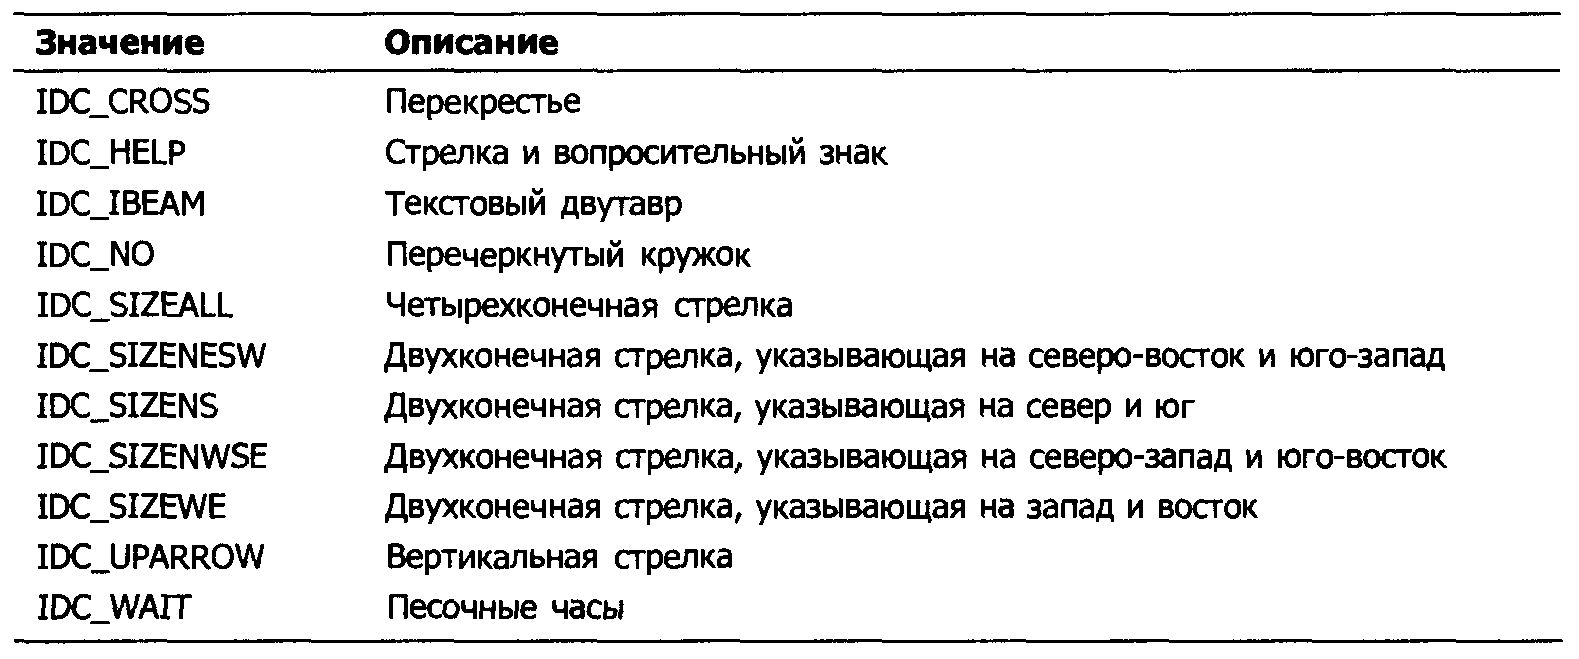 Значение Описание
IDC_CROSS Перекрестье
IDC_HELP Стрелка и вопросительный знак
IDC_IBEAM Текстовый двутавр
IDC_NO Перечеркнутый кружок
IDC_SIZEALL Четырехконечная стрелка
IDC_SIZENESW Двухконечная стрелка, указывающая на северо-восток и юго-запад
IDC_SIZENS Двухконечная стрелка, указывающая на север и юг
IDC_SIZENWSE Двухконечная стрелка, указывающая на северо-запад и юго-восток
IDC_SIZEWE Двухконечная стрелка, указывающая на запад и восток
IDC_UPARROW Вертикальная стрелка
IDC_WAIT Песочные часы